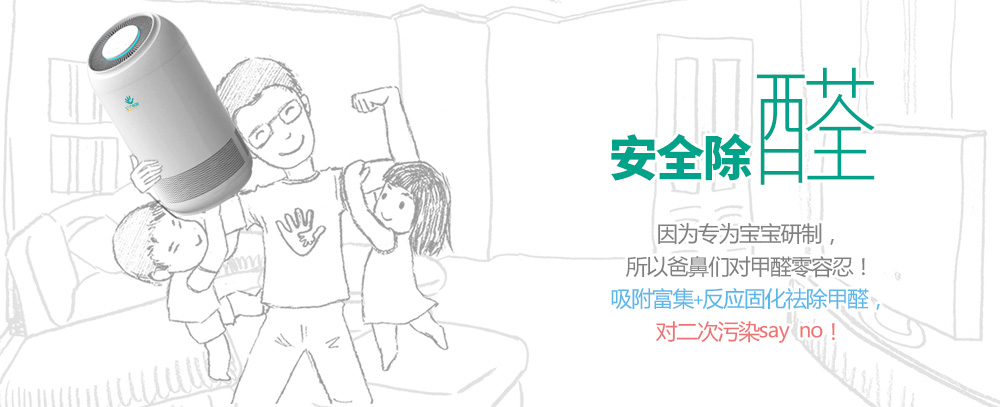 安全除醛
因为专为宝宝研制，
所以爸鼻们对甲醛零容忍！
吸附富集+反应固化祛除甲醛，
对二次污染say no！